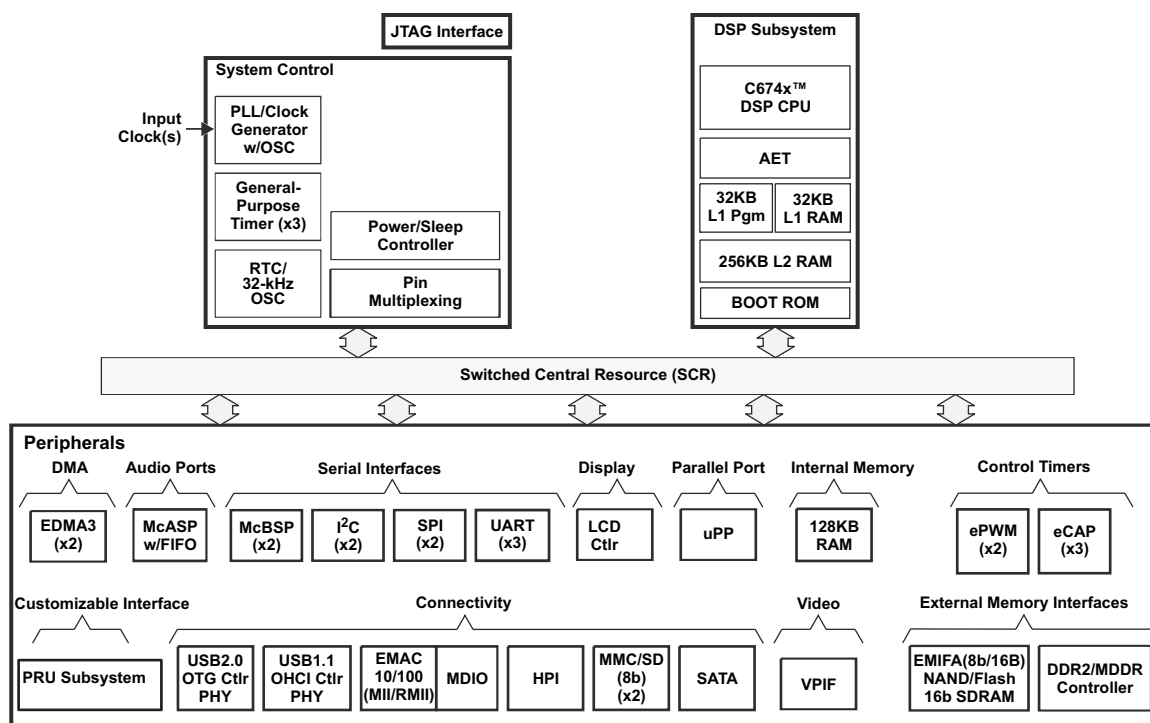 JTAG Interface
System Control
Input
Clock(s)
PLL/Clock
Generator
w/OSC
General-
Purpose
Timer (x3)
RTC/
32-kHz
OSC
Power/Sleep
Controller
Pin
Multiplexing
DSP Subsystem
C674x™
DSP CPU
AET
32KB
L1 Pgm
32KB
L1 RAM
256KB L2 RAM
BOOT ROM
Switched Central Resource (SCR)
Peripherals
DMA
EDMA3
(x2)
Audio Ports
McASP
w/FIFO
Serial Interfaces
McBSP
(x2)
I²C
(x2)
SPI
(x2)
UART
(x3)
Display
LCD
Ctlr
Parallel Port
uPP
Internal Memory
128KB
RAM
Control Timers
ePWM
(x2)
eCAP
(x3)
Customizable Interface
PRU Subsystem
Connectivity
USB2.0
OTG Ctlr
PHY
USB1.1
OHCI Ctlr
PHY
EMAC
10/100
(MII/RMII)
MDIO
HPI
MMC/SD
(8b)
(x2)
SATA
Video
VPIF
External Memory Interfaces
EMIFA(8b/16B)
NAND/Flash
16b SDRAM
DDR2/MDDR
Controller